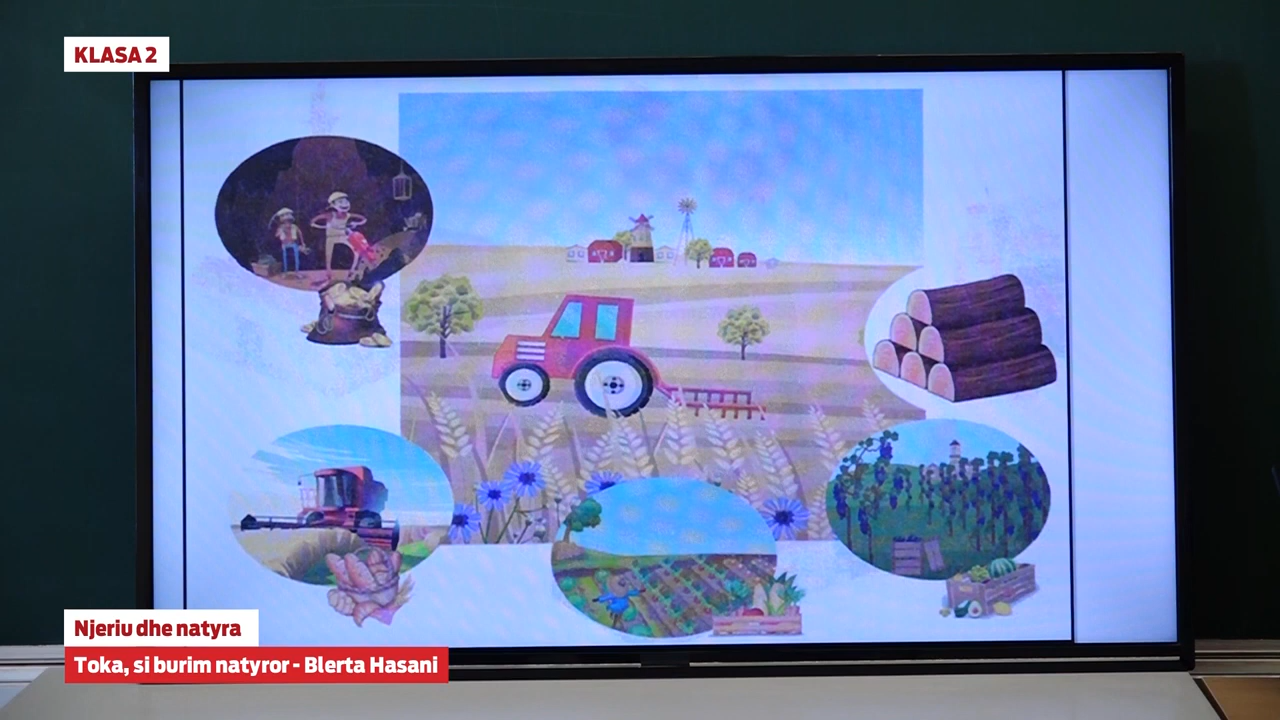 KLASA 2
Njeriu dhe natyra
Toka, si burim natyror - Blerta Hasani